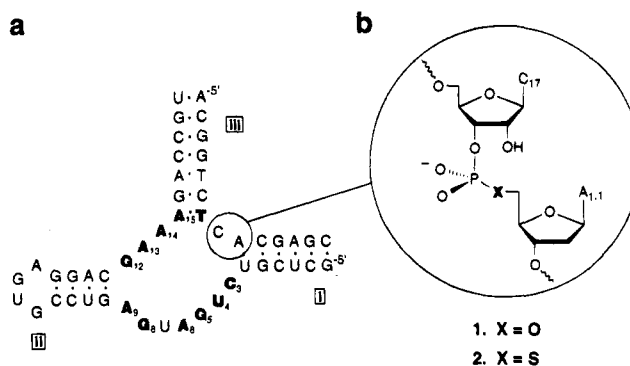 a
b
U A-5'
G · C
C · G
C · G
A · T
G · C
A15 · T
iii
A14
A13
G12
C A C G A G C
U G C U C G-5'
C3
U4
G5
A6
U
G8
A9
i
G A G G A C
U G C C U G
ii
C17
O
O
O
OH
−O
P
X
O
O
A1.1
O
1. X = O
2. X = S